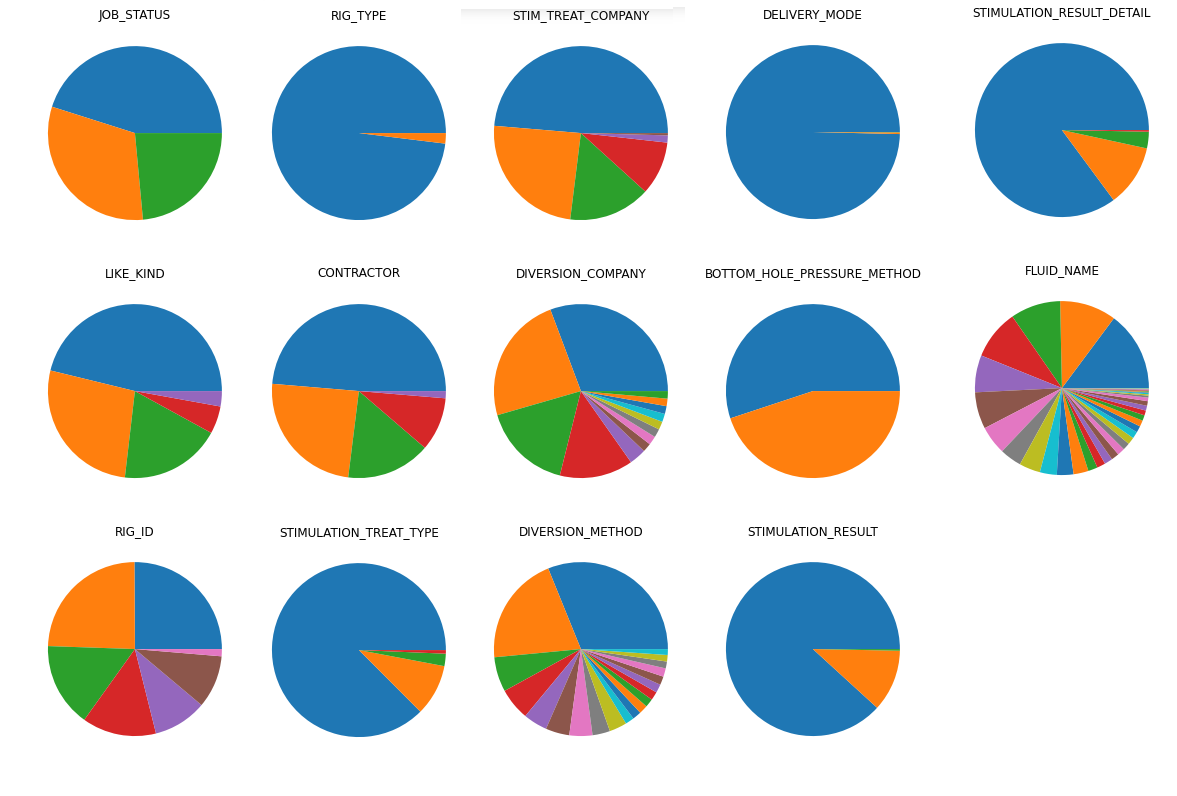 JOB_STATUS
RIG_TYPE
STIM_TREAT_COMPANY
DELIVERY_MODE
STIMULATION_RESULT_DETAIL
LIKE_KIND
CONTRACTOR
DIVERSION_COMPANY
BOTTOM_HOLE_PRESSURE_METHOD
FLUID_NAME
RIG_ID
STIMULATION_TREAT_TYPE
DIVERSION_METHOD
STIMULATION_RESULT